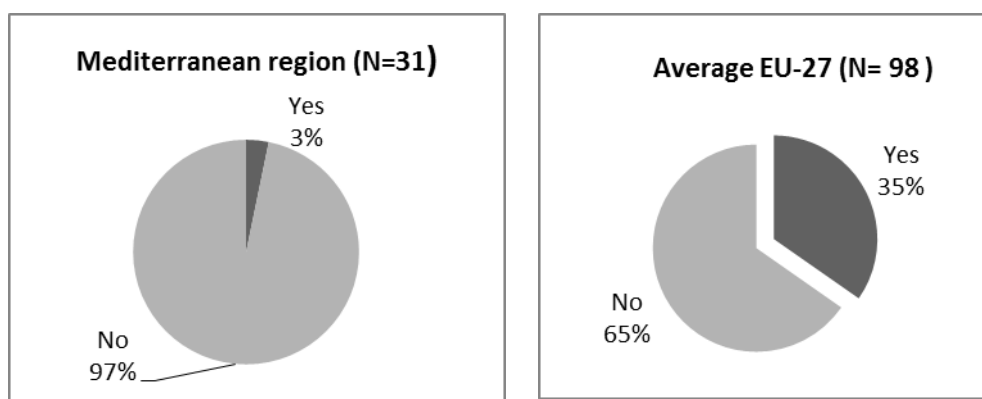 Mediterranean region (N=31)
Yes
3%
No
97%
Average EU-27 (N= 98 )
Yes
35%
No
65%